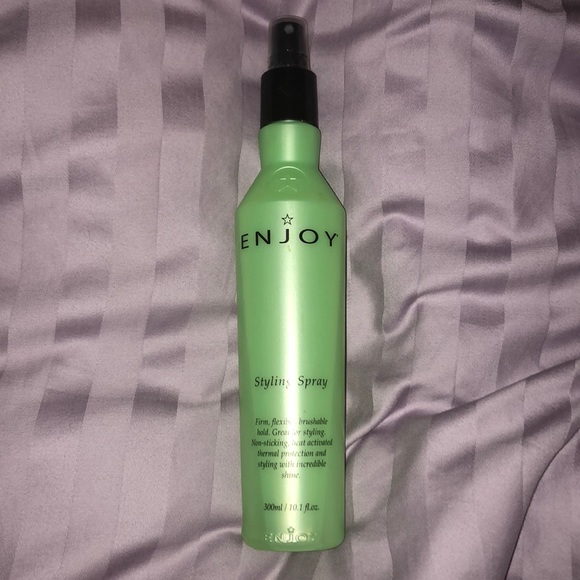 ENJOY®
Styling Spray
Firm, flexible, brushable
hold. Great for styling.
Non-sticking, heat activated
thermal protection and
styling with incredible
shine.
300ml / 10.1 fl.oz.
ENJOY